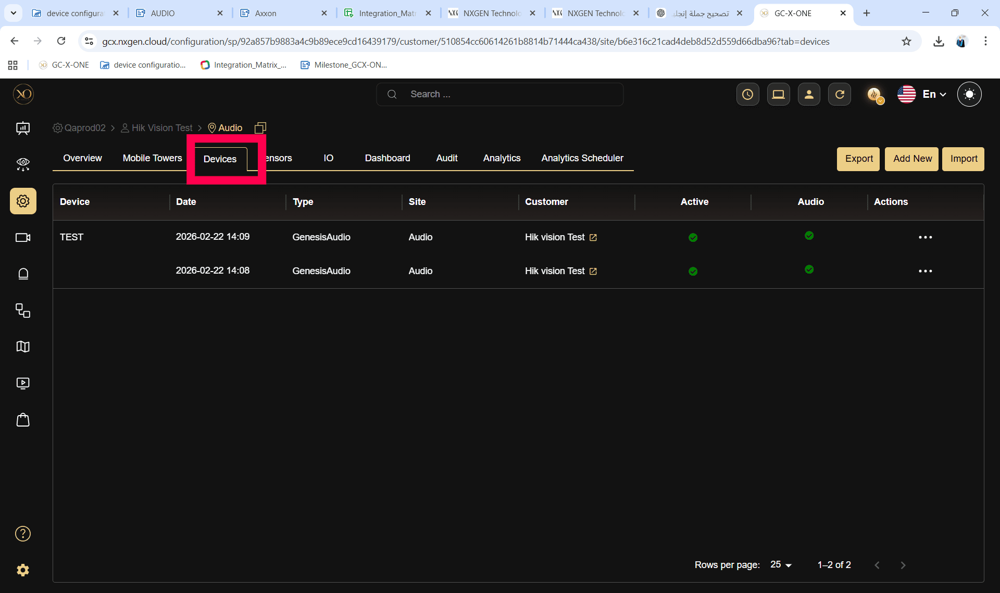 device configura
AUDIO
Axxon
Integration_Mat
NXGEN Technolo
NXGEN Technolo
تصحيح جملة إنجلي
GC-X-ONE
gcx.nxgen.cloud/configuration/sp/92a857b9883a4c9b89ece9cd16439179/customer/510854cc60614261b8814b71444ca438/site/b6e316c21cad4deb8d52d559d66dba96?tab=devices
GC-X-ONE
device configuratio...
Integration_Matrix_...
Milestone_GCX-ON...
XO
Search ...
En
Qaprod02 > Hik Vision Test > Audio
Overview
Mobile Towers
Devices
ensors
IO
Dashboard
Audit
Analytics
Analytics Scheduler
Export
Add New
Import
Device Date Type Site Customer Active Audio Actions
TEST 2026-02-22 14:09 GenesisAudio Audio Hik vision Test
2026-02-22 14:08 GenesisAudio Audio Hik vision Test
Rows per page: 25 1–2 of 2